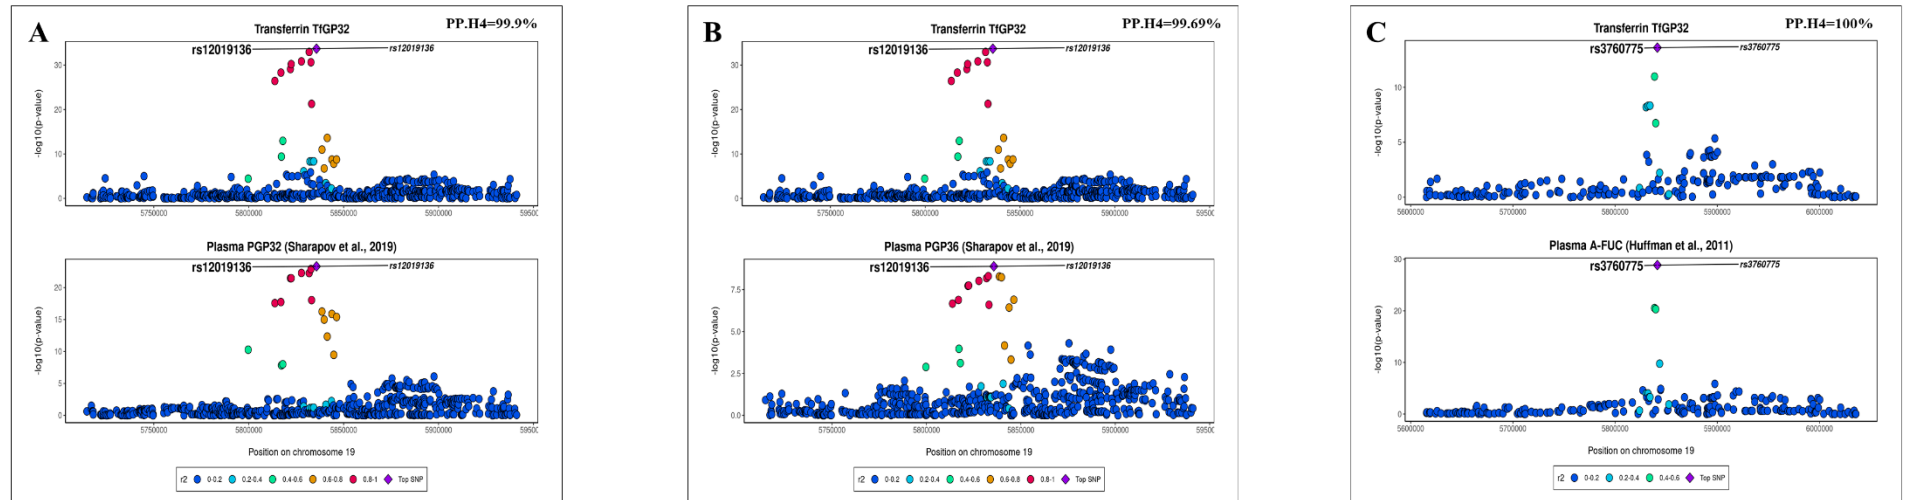 A
Transferrin TfGP32
PP.H4=99.9%
rs12019136
rs12019136
-log10(p-value)
30
20
10
0
5750000
5800000
5850000
5900000
59500
Plasma PGP32 (Sharapov et al., 2019)
rs12019136
rs12019136
-log10(p-value)
20
15
10
5
0
5750000
5800000
5850000
5900000
59500
Position on chromosome 19
r2 0-0.2 0.2-0.4 0.4-0.6 0.6-0.8 0.8-1 Top SNP
B
Transferrin TfGP32
PP.H4=99.69%
rs12019136
rs12019136
-log10(p-value)
30
20
10
0
5750000
5800000
5850000
5900000
59500
Plasma PGP36 (Sharapov et al., 2019)
rs12019136
rs12019136
-log10(p-value)
7.5
5.0
2.5
0.0
5750000
5800000
5850000
5900000
59500
Position on chromosome 19
r2 0-0.2 0.2-0.4 0.4-0.6 0.6-0.8 0.8-1 Top SNP
C
Transferrin TfGP32
PP.H4=100%
rs3760775
rs3760775
-log10(p-value)
10
5
0
5600000
5700000
5800000
5900000
6000000
Plasma A-FUC (Huffman et al., 2011)
rs3760775
rs3760775
-log10(p-value)
30
20
10
0
5600000
5700000
5800000
5900000
6000000
Position on chromosome 19
r2 0-0.2 0.2-0.4 0.4-0.6 Top SNP